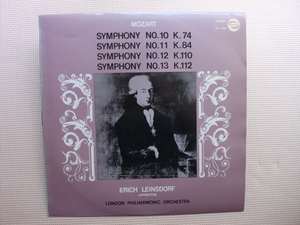 MOZART
SYMPHONY NO.10 K.74
SYMPHONY NO.11 K.84
SYMPHONY NO.12 K.110
SYMPHONY NO.13 K.112
ERICH LEINSDORF
LONDON PHILHARMONIC ORCHESTRA